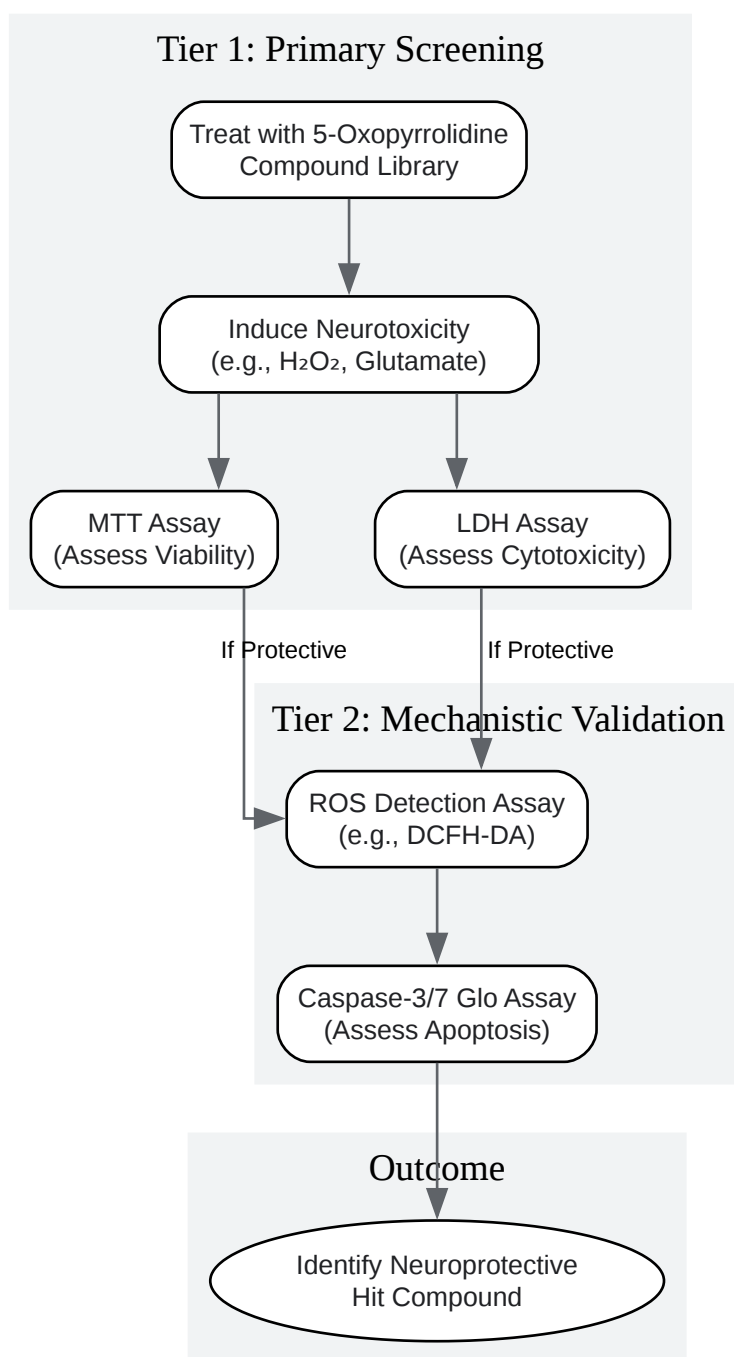 Tier 1: Primary Screening
Treat with 5-Oxopyrrolidine
Compound Library
Induce Neurotoxicity
(e.g., H₂O₂, Glutamate)
MTT Assay
(Assess Viability)
LDH Assay
(Assess Cytotoxicity)
If Protective
If Protective
Tier 2: Mechanistic Validation
ROS Detection Assay
(e.g., DCFH-DA)
Caspase-3/7 Glo Assay
(Assess Apoptosis)
Outcome
Identify Neuroprotective
Hit Compound